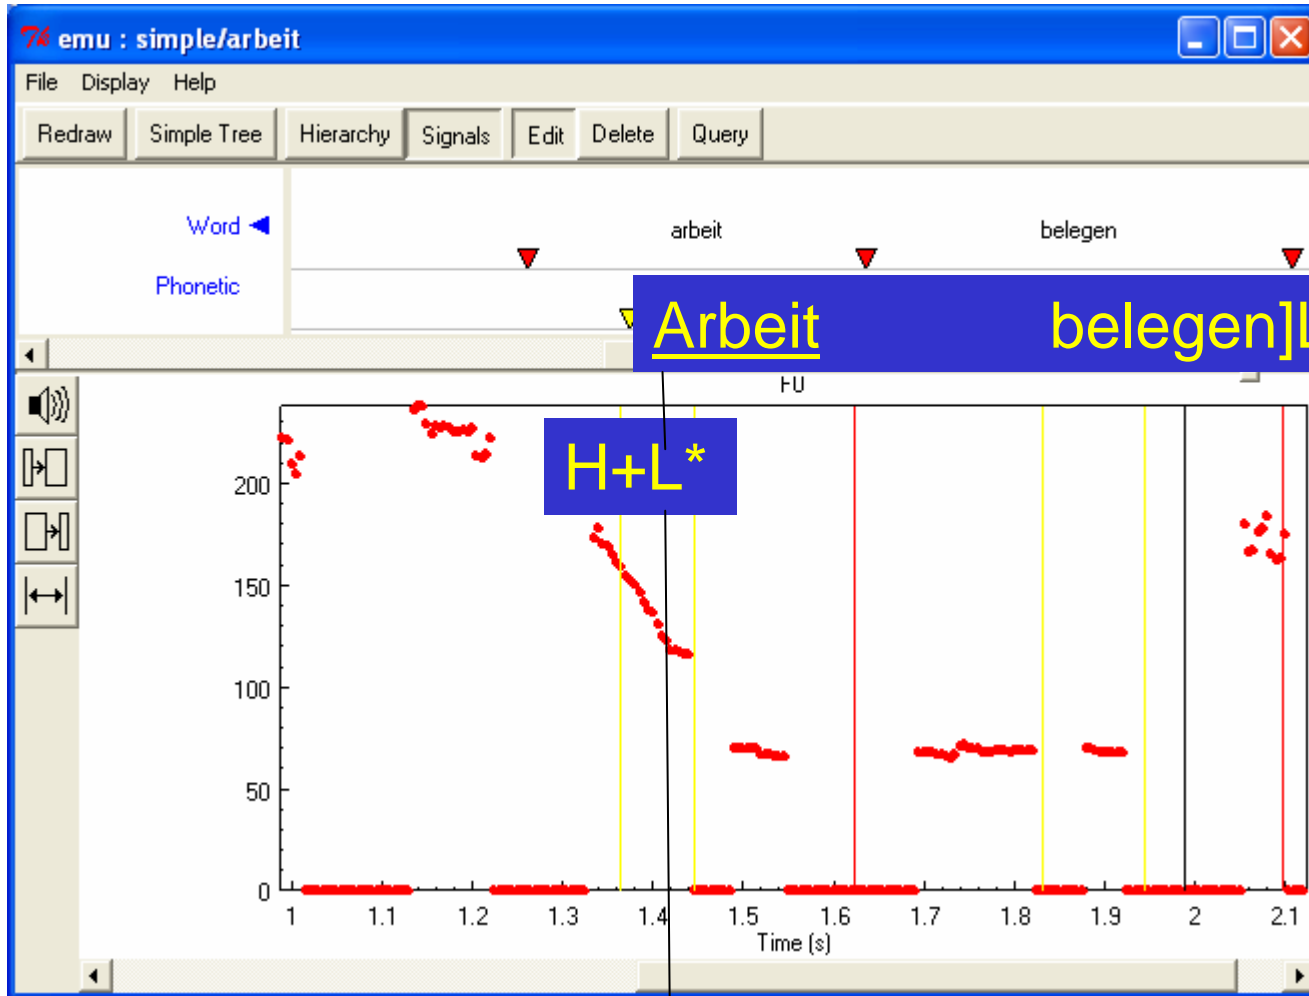 7% emu : simple/arbeit
File Display Help
Redraw Simple Tree Hierarchy Signals Edit Delete Query
Word arbeit belegen
Phonetic
Arbeit belegen]L
F0
H+L*
200
150
100
50
0
1 1.1 1.2 1.3 1.4 1.5 1.6 1.7 1.8 1.9 2 2.1
Time (s)